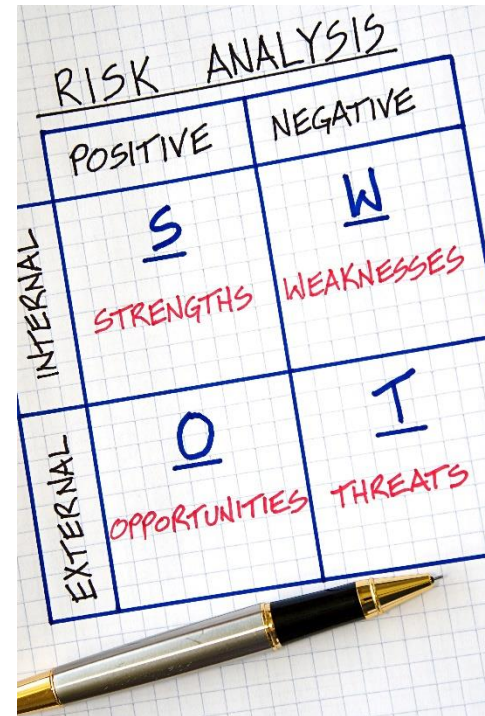 RISK ANALYSIS
POSITIVE NEGATIVE
INTERNAL
S W
STRENGTHS WEAKNESSES
EXTERNAL
O T
OPPORTUNITIES THREATS